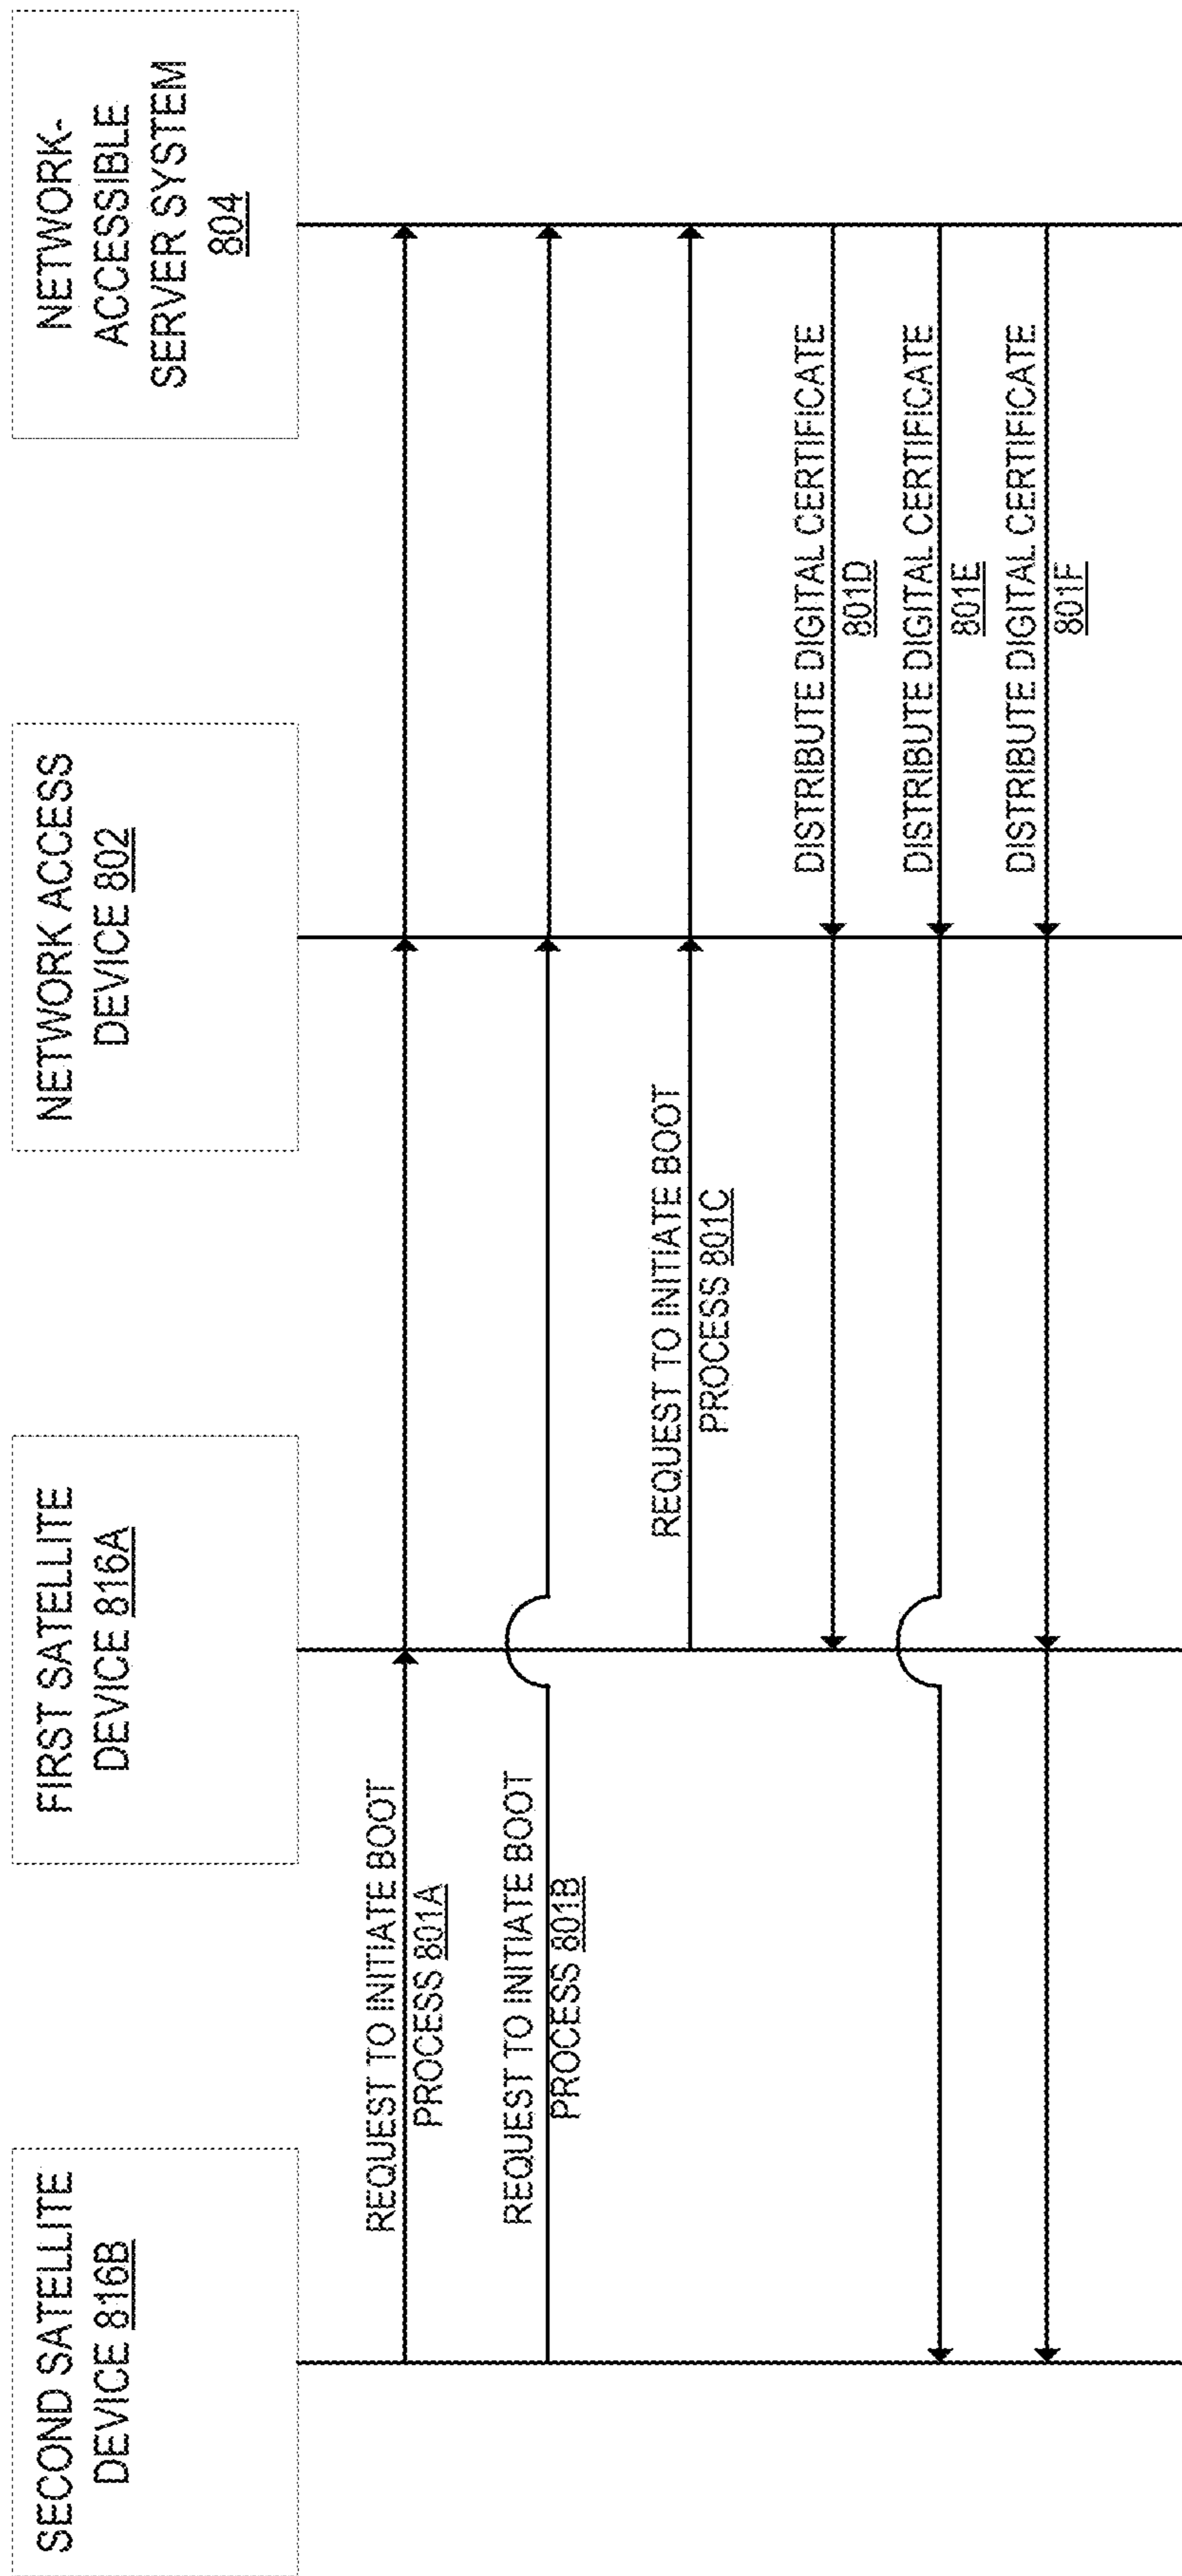 SECOND SATELLITE
DEVICE 816B
FIRST SATELLITE
DEVICE 816A
NETWORK ACCESS
DEVICE 802
NETWORK-
ACCESSIBLE
SERVER SYSTEM
804
REQUEST TO INITIATE BOOT
PROCESS 801A
REQUEST TO INITIATE BOOT
PROCESS 801B
REQUEST TO INITIATE BOOT
PROCESS 801C
DISTRIBUTE DIGITAL CERTIFICATE
801D
DISTRIBUTE DIGITAL CERTIFICATE
801E
DISTRIBUTE DIGITAL CERTIFICATE
801F